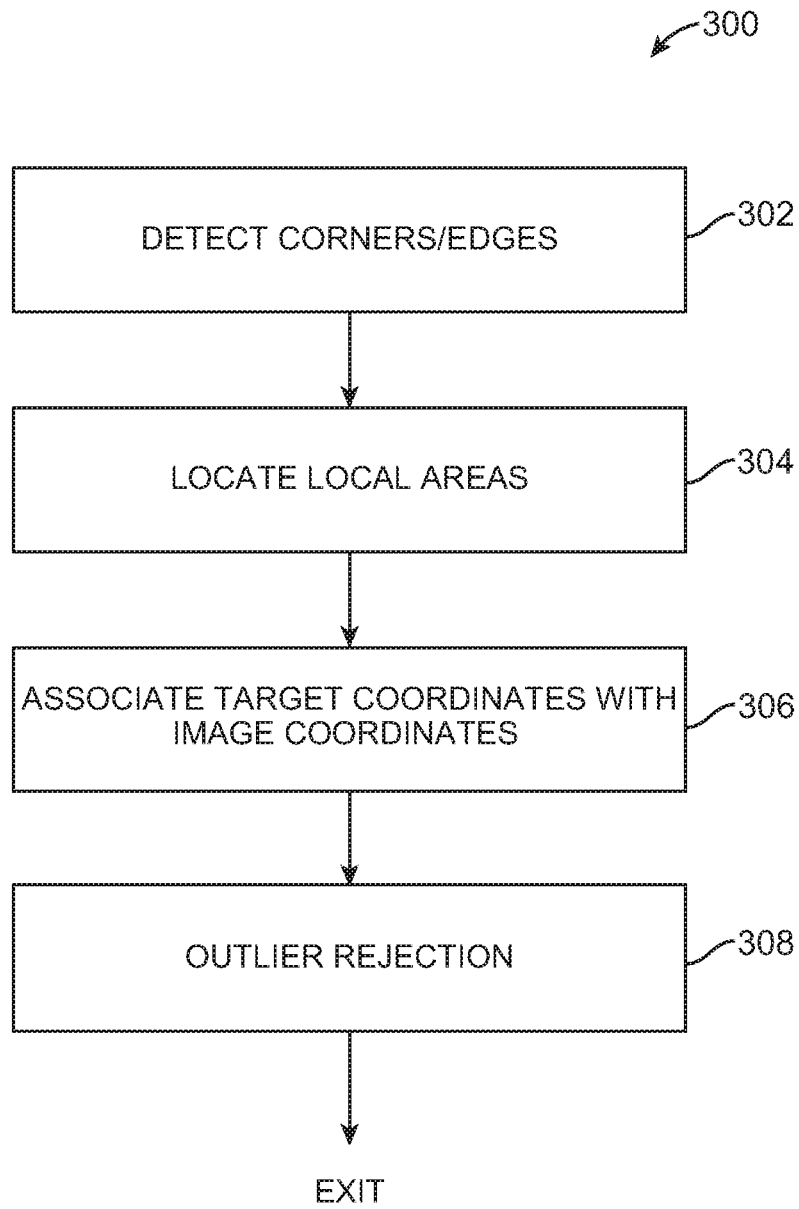 300
DETECT CORNERS/EDGES
302
LOCATE LOCAL AREAS
304
ASSOCIATE TARGET COORDINATES WITH
IMAGE COORDINATES
306
OUTLIER REJECTION
308
EXIT